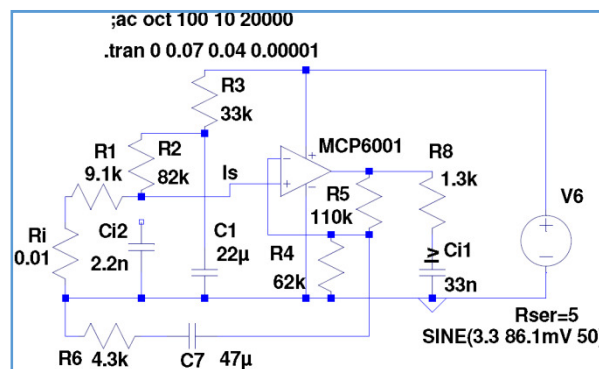 ;ac oct 100 10 20000
.tran 0 0.07 0.04 0.00001
R3
33k
MCP6001
R1
9.1k
R2
82k
Is
R8
1.3k
R5
110k
V6
Ri
0.01
Ci2
2.2n
C1
22µ
R4
62k
Iv
Ci1
33n
Rser=5
SINE(3.3 86.1mV 50
R6
4.3k
C7
47µ